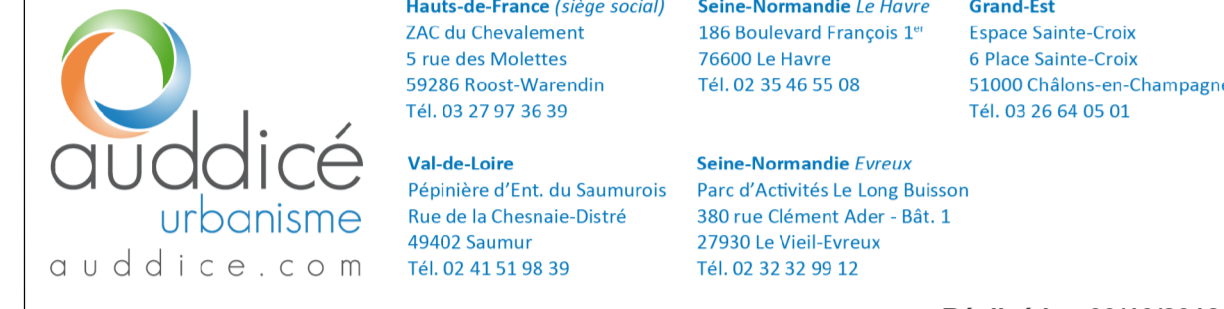 auddicé
urbanisme
auddice.com
Hauts-de-France (siège social)
ZAC du Chevalement
5 rue des Molettes
59286 Roost-Warendin
Tél. 03 27 97 36 39
Seine-Normandie Le Havre
186 Boulevard François 1er
76600 Le Havre
Tél. 02 35 46 55 08
Grand-Est
Espace Sainte-Croix
6 Place Sainte-Croix
51000 Châlons-en-Champagne
Tél. 03 26 64 05 01
Val-de-Loire
Pépinière d'Ent. du Saumurois
Rue de la Chesnaie-Distré
49402 Saumur
Tél. 02 41 51 98 39
Seine-Normandie Evreux
Parc d'Activités Le Long Buisson
380 rue Clément Ader - Bât. 1
27930 Le Vieil-Evreux
Tél. 02 32 32 99 12